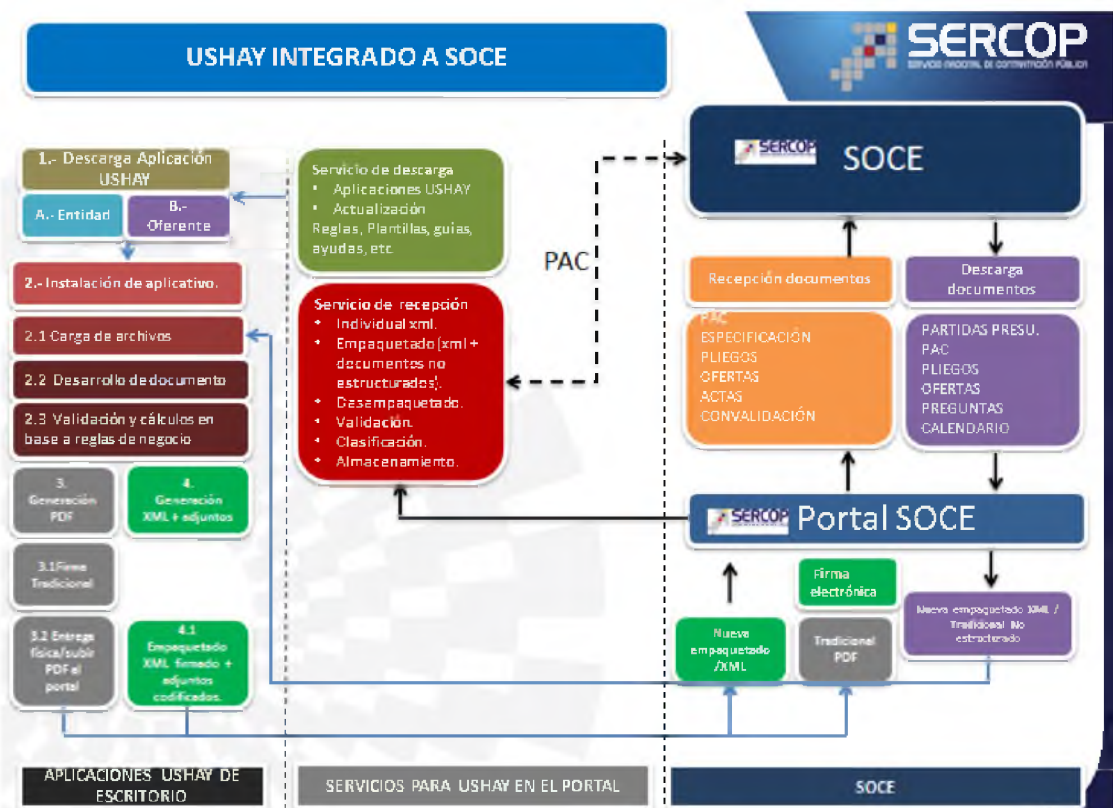 USHAY INTEGRADO A SOCE
SERCOP
SERVICIO NACIONAL DE CONTRATACIÓN PÚBLICA
1.- Descarga Aplicación
USHAY
A.- Entidad
B.-
Oferente
2.- Instalación de aplicativo.
2.1 Carga de archivos
2.2 Desarrollo de documento
2.3 Validación y cálculos en
base a reglas de negocio
3.
Generación
PDF
4.
Generación
XML + adjuntos
3.1Firma
Tradicional
3.2 Entrega
física/subir
PDF al
portal
4.1
Empaquetado
XML firmado +
adjuntos
codificados.
APLICACIONES USHAY DE
ESCRITORIO
Servicio de descarga
• Aplicaciones USHAY
• Actualización
Reglas, Plantillas, guías,
ayudas, etc
Servicio de recepción
• Individual xml.
• Empaquetado (xml +
documentos no
estructurados).
• Desempaquetado.
• Validación.
• Clasificación.
• Almacenamiento.
SERVICIOS PARA USHAY EN EL PORTAL
PAC
SERCOP
SOCE
Recepción documentos
PAC
ESPECIFICACIÓN
PLIEGOS
OFERTAS
ACTAS
CONVALIDACIÓN
Descarga
documentos
PARTIDAS PRESU.
PAC
PLIEGOS
OFERTAS
PREGUNTAS
CALENDARIO
SERCOP Portal SOCE
Nueva
empaquetado
/XML
Firma
electrónica
Tradicional
PDF
Nueva empaquetado XML /
Tradicional No
estructurado
SOCE